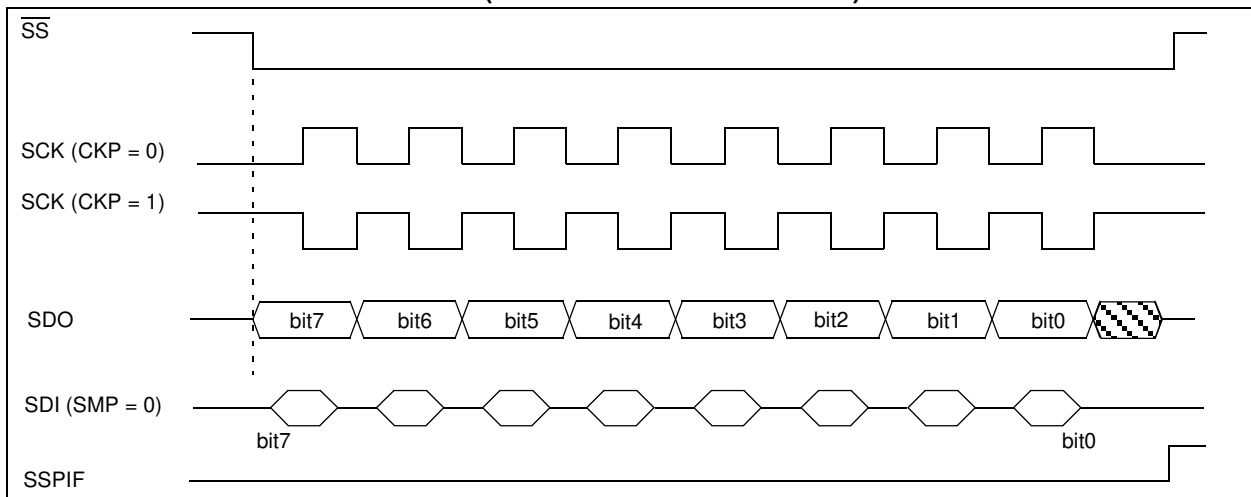 SS
SCK (CKP = 0)
SCK (CKP = 1)
SDO
bit7 bit6 bit5 bit4 bit3 bit2 bit1 bit0
SDI (SMP = 0)
bit7 bit0
SSPIF